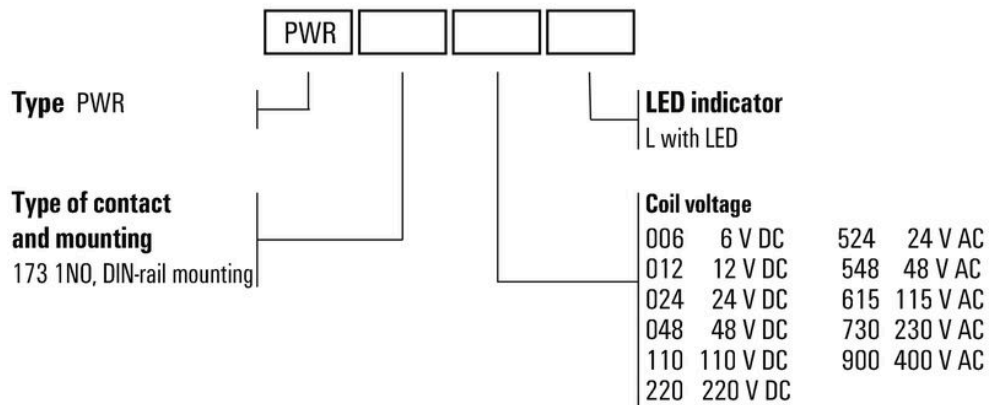 PWR
Type PWR
Type of contact
and mounting
173 1NO, DIN-rail mounting
LED indicator
L with LED
Coil voltage
006 6 V DC 524 24 V AC
012 12 V DC 548 48 V AC
024 24 V DC 615 115 V AC
048 48 V DC 730 230 V AC
110 110 V DC 900 400 V AC
220 220 V DC